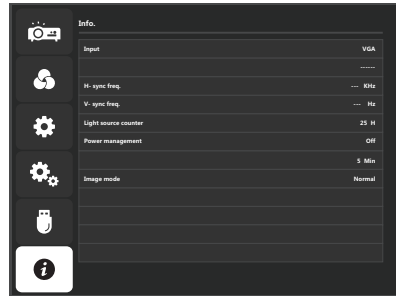 Info.
Input VGA
------
H- sync freq. --- KHz
V- sync freq. --- Hz
Light source counter 25 H
Power management Off
5 Min
Image mode Normal
i